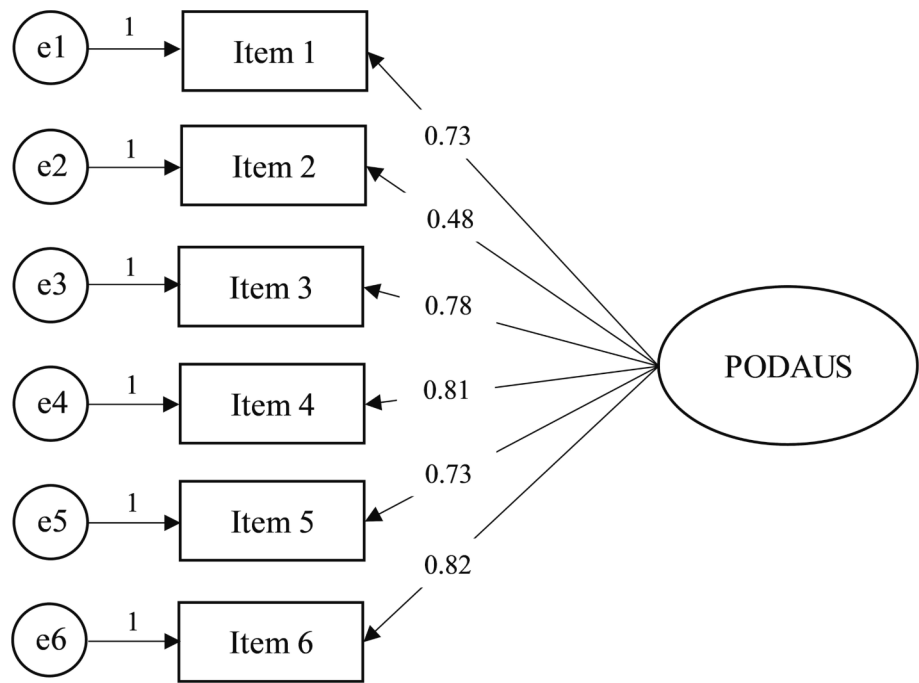 e1 1 Item 1
0.73
e2 1 Item 2
0.48
e3 1 Item 3
0.78
PODAUS
e4 1 Item 4
0.81
e5 1 Item 5
0.73
e6 1 Item 6
0.82